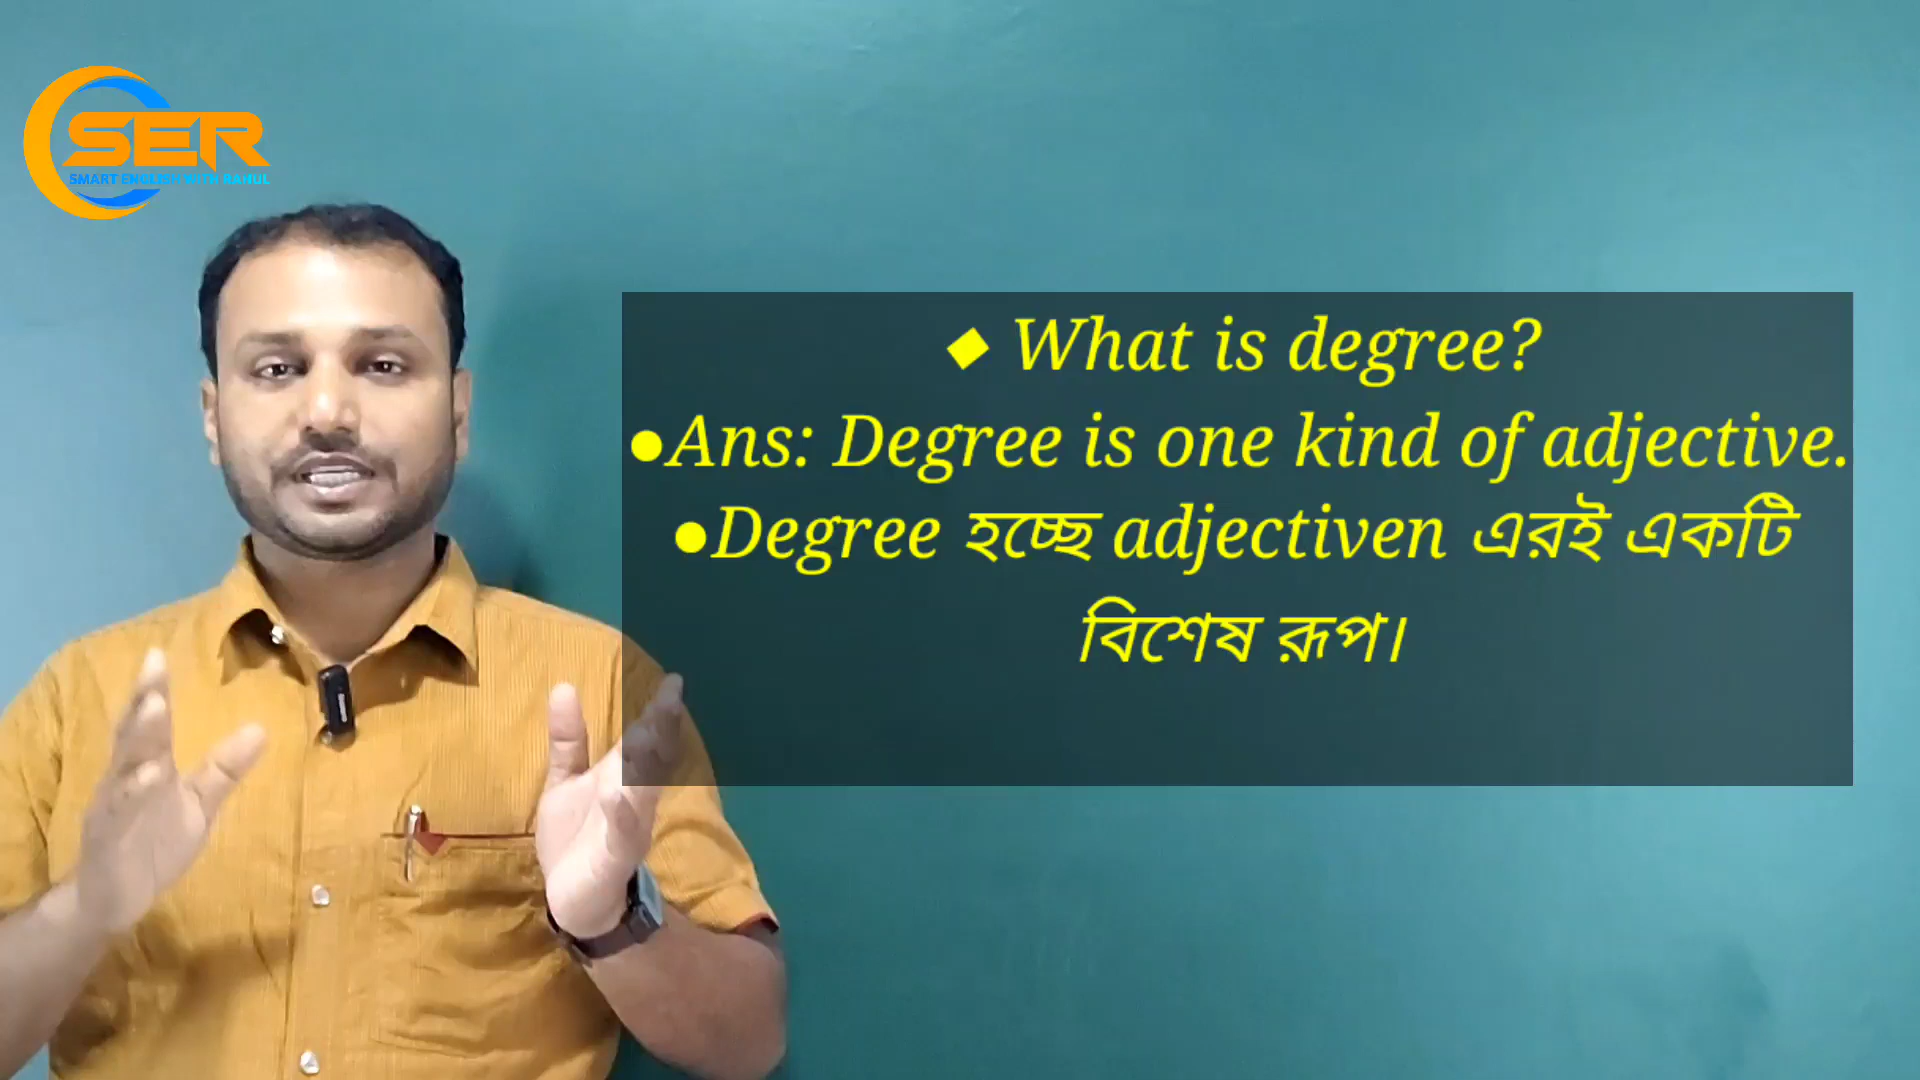 SER
SMART ENGLISH WITH RAHUL
◆ What is degree?
●Ans: Degree is one kind of adjective.
●Degree হচ্ছে adjectiven এরই একটি
বিশেষ রূপ।